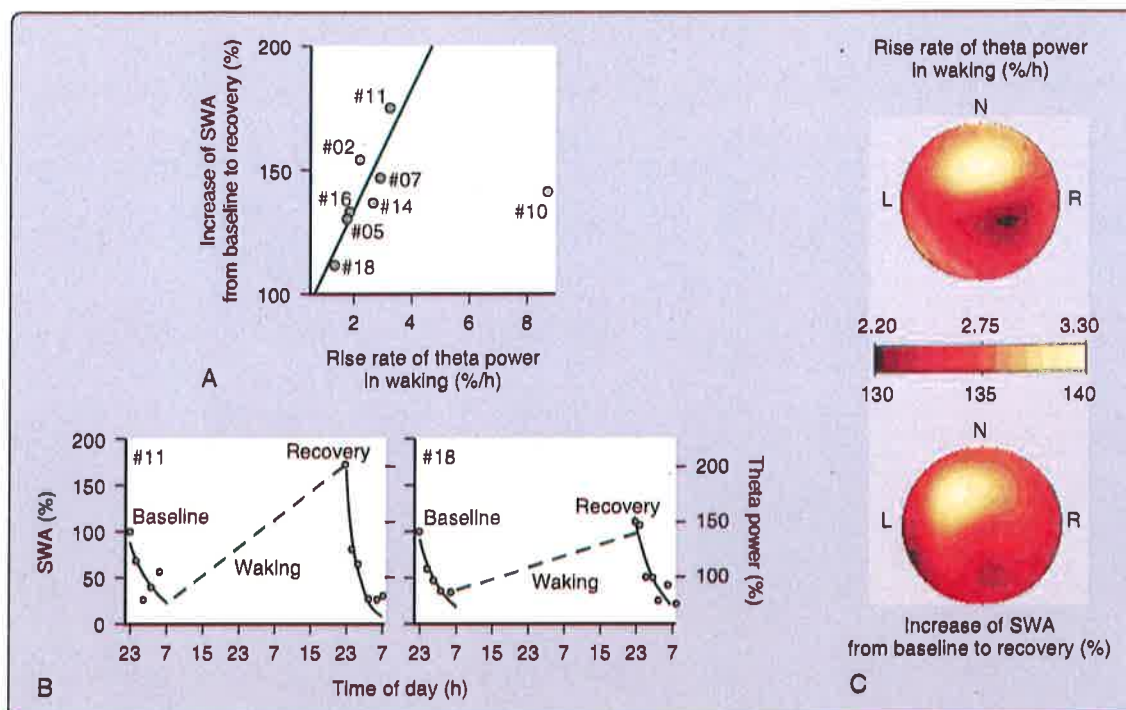 200
150
100
Increase of SWA
from baseline to recovery (%)
#11
#02
#07
#16
#14
#05
#10
#18
2
4
6
8
Rise rate of theta power
in waking (%/h)
A
Rise rate of theta power
in waking (%/h)
N
L
R
2.20
2.75
3.30
130
135
140
N
L
R
Increase of SWA
from baseline to recovery (%)
C
200
150
100
50
0
SWA (%)
#11
Recovery
Baseline
Waking
#18
Recovery
Baseline
Waking
200
150
100
Theta power (%)
23
7
15
23
7
15
23
7
23
7
15
23
7
15
23
7
Time of day (h)
B